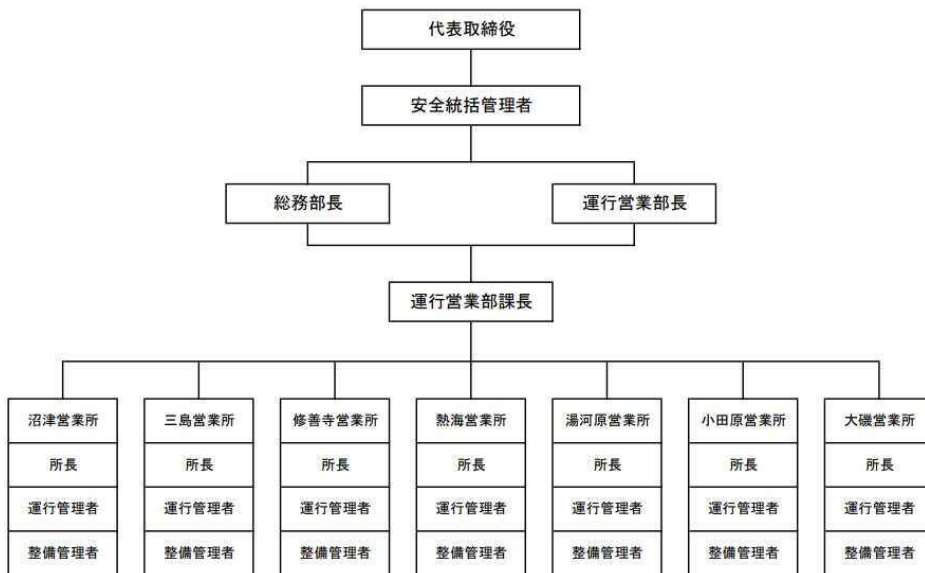 代表取締役
安全統括管理者
総務部長
運行営業部長
運行営業部課長
沼津営業所
三島営業所
修善寺営業所
熱海営業所
湯河原営業所
小田原営業所
大磯営業所
所長
所長
所長
所長
所長
所長
所長
運行管理者
運行管理者
運行管理者
運行管理者
運行管理者
運行管理者
運行管理者
整備管理者
整備管理者
整備管理者
整備管理者
整備管理者
整備管理者
整備管理者